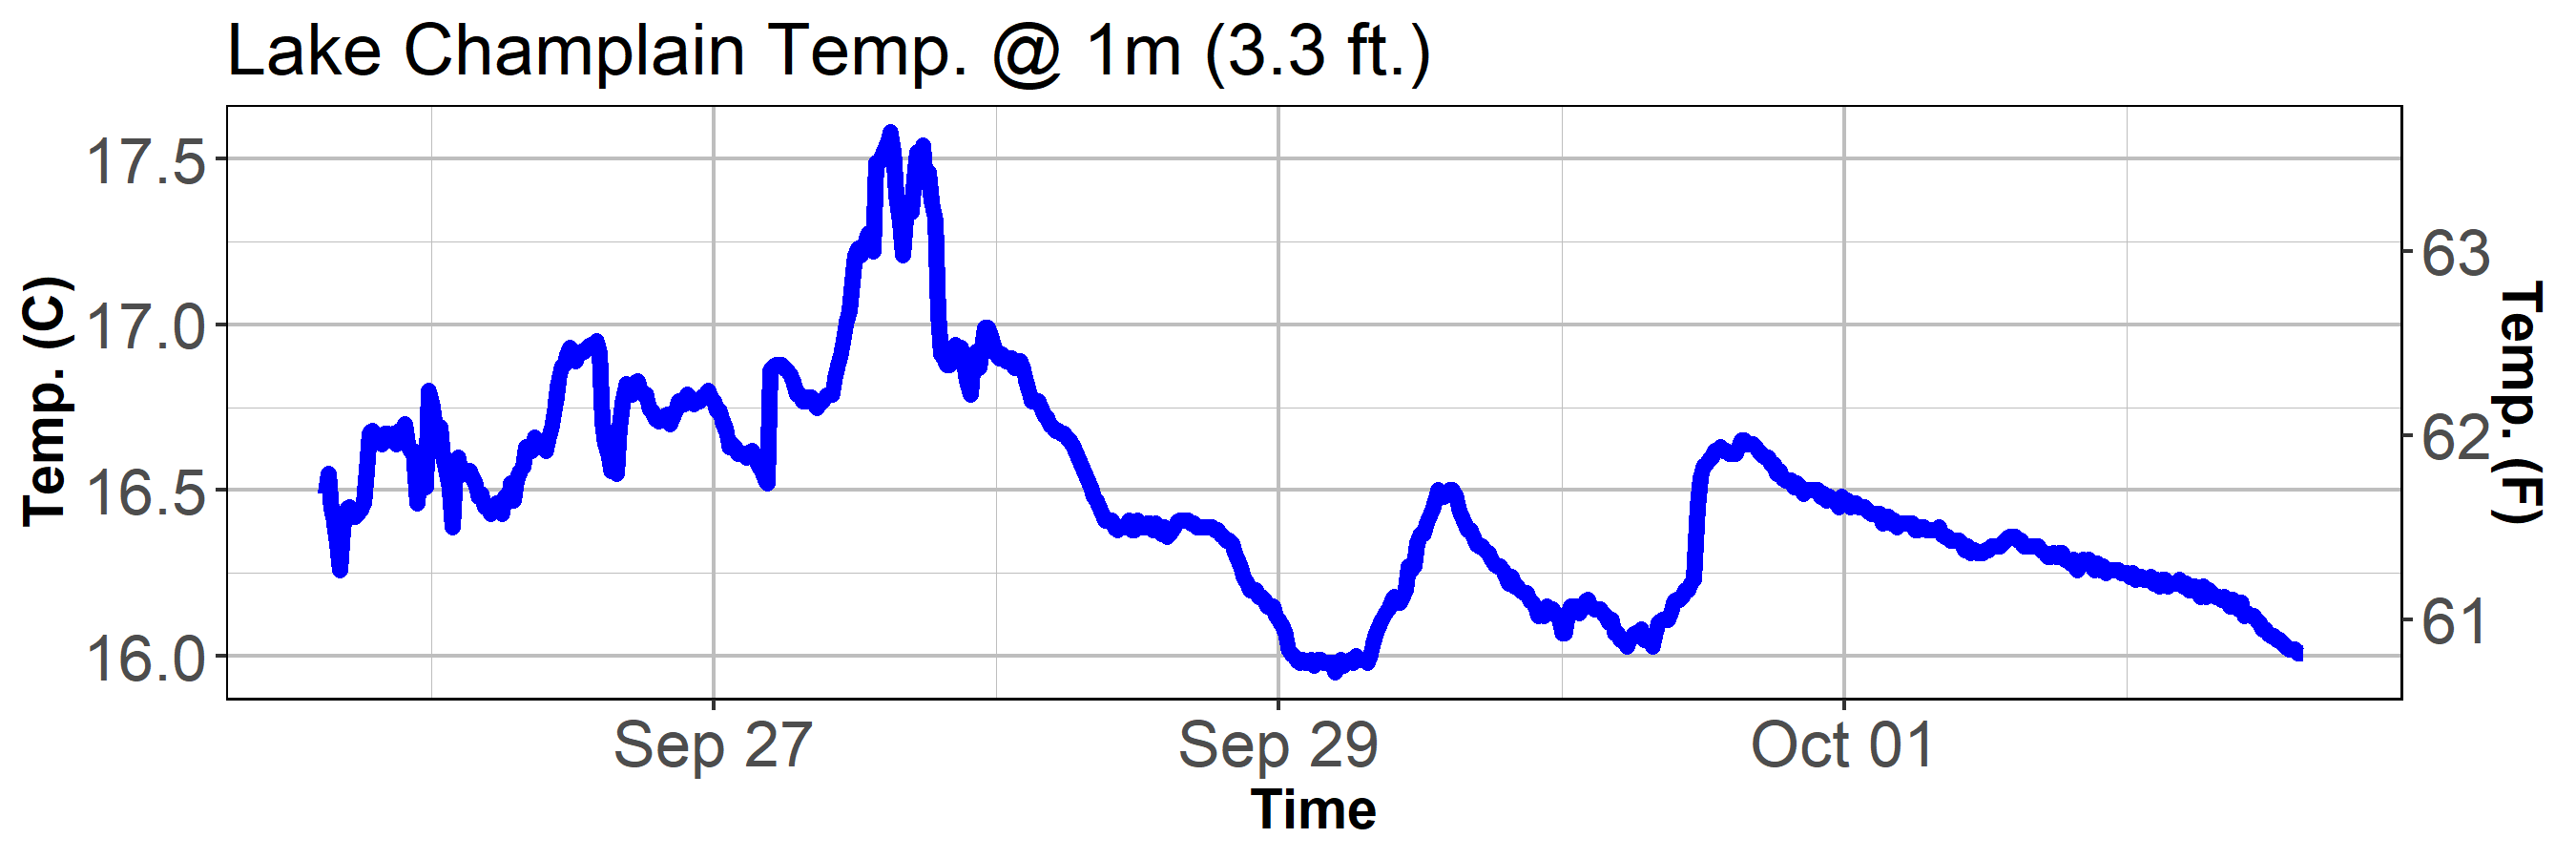 Lake Champlain Temp. @ 1m (3.3 ft.)
Temp. (C)
17.5
17.0
16.5
16.0
63
62
61
Temp. (F)
Sep 27
Sep 29
Oct 01
Time